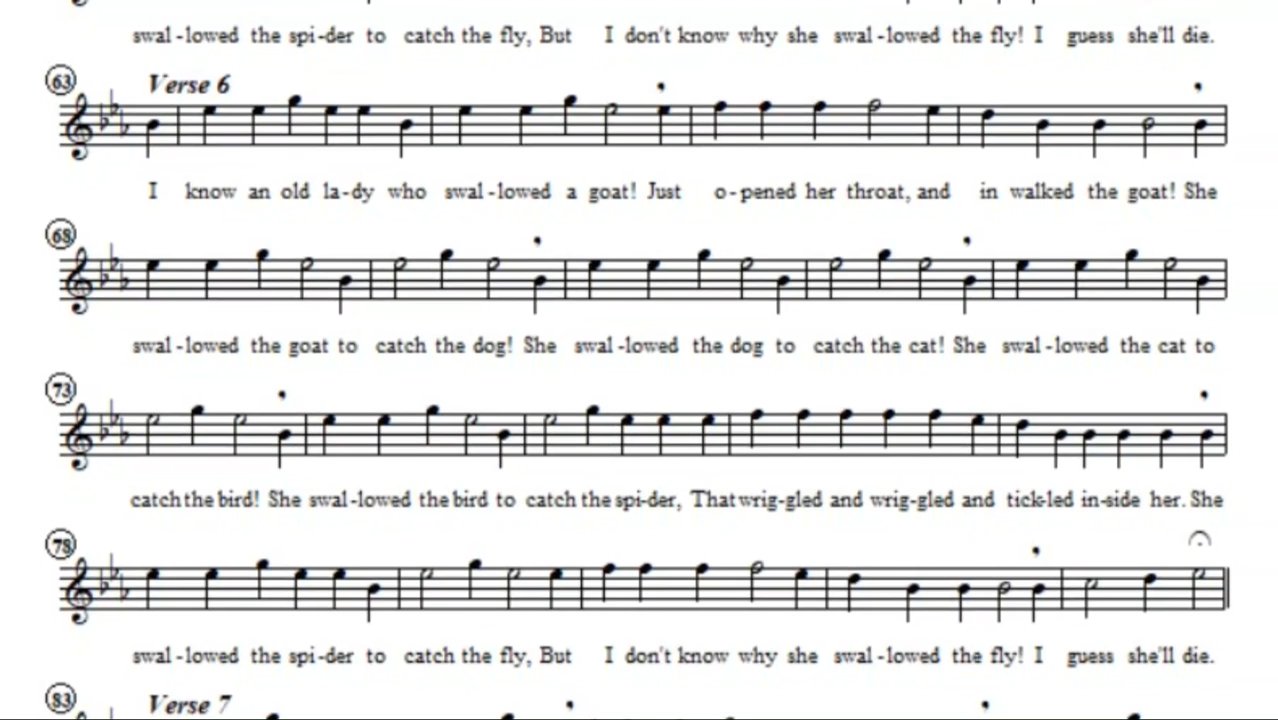 swal-lowed the spi-der to catch the fly, But I don't know why she swal-lowed the fly! I guess she'll die.
63 Verse 6
I know an old la-dy who swal-lowed a goat! Just o-pened her throat, and in walked the goat! She
68
swal-lowed the goat to catch the dog! She swal-lowed the dog to catch the cat! She swal-lowed the cat to
73
catch the bird! She swal-lowed the bird to catch the spi-der, That wrig-gled and wrig-gled and tick-led in-side her. She
78
swal-lowed the spi-der to catch the fly, But I don't know why she swal-lowed the fly! I guess she'll die.
83 Verse 7